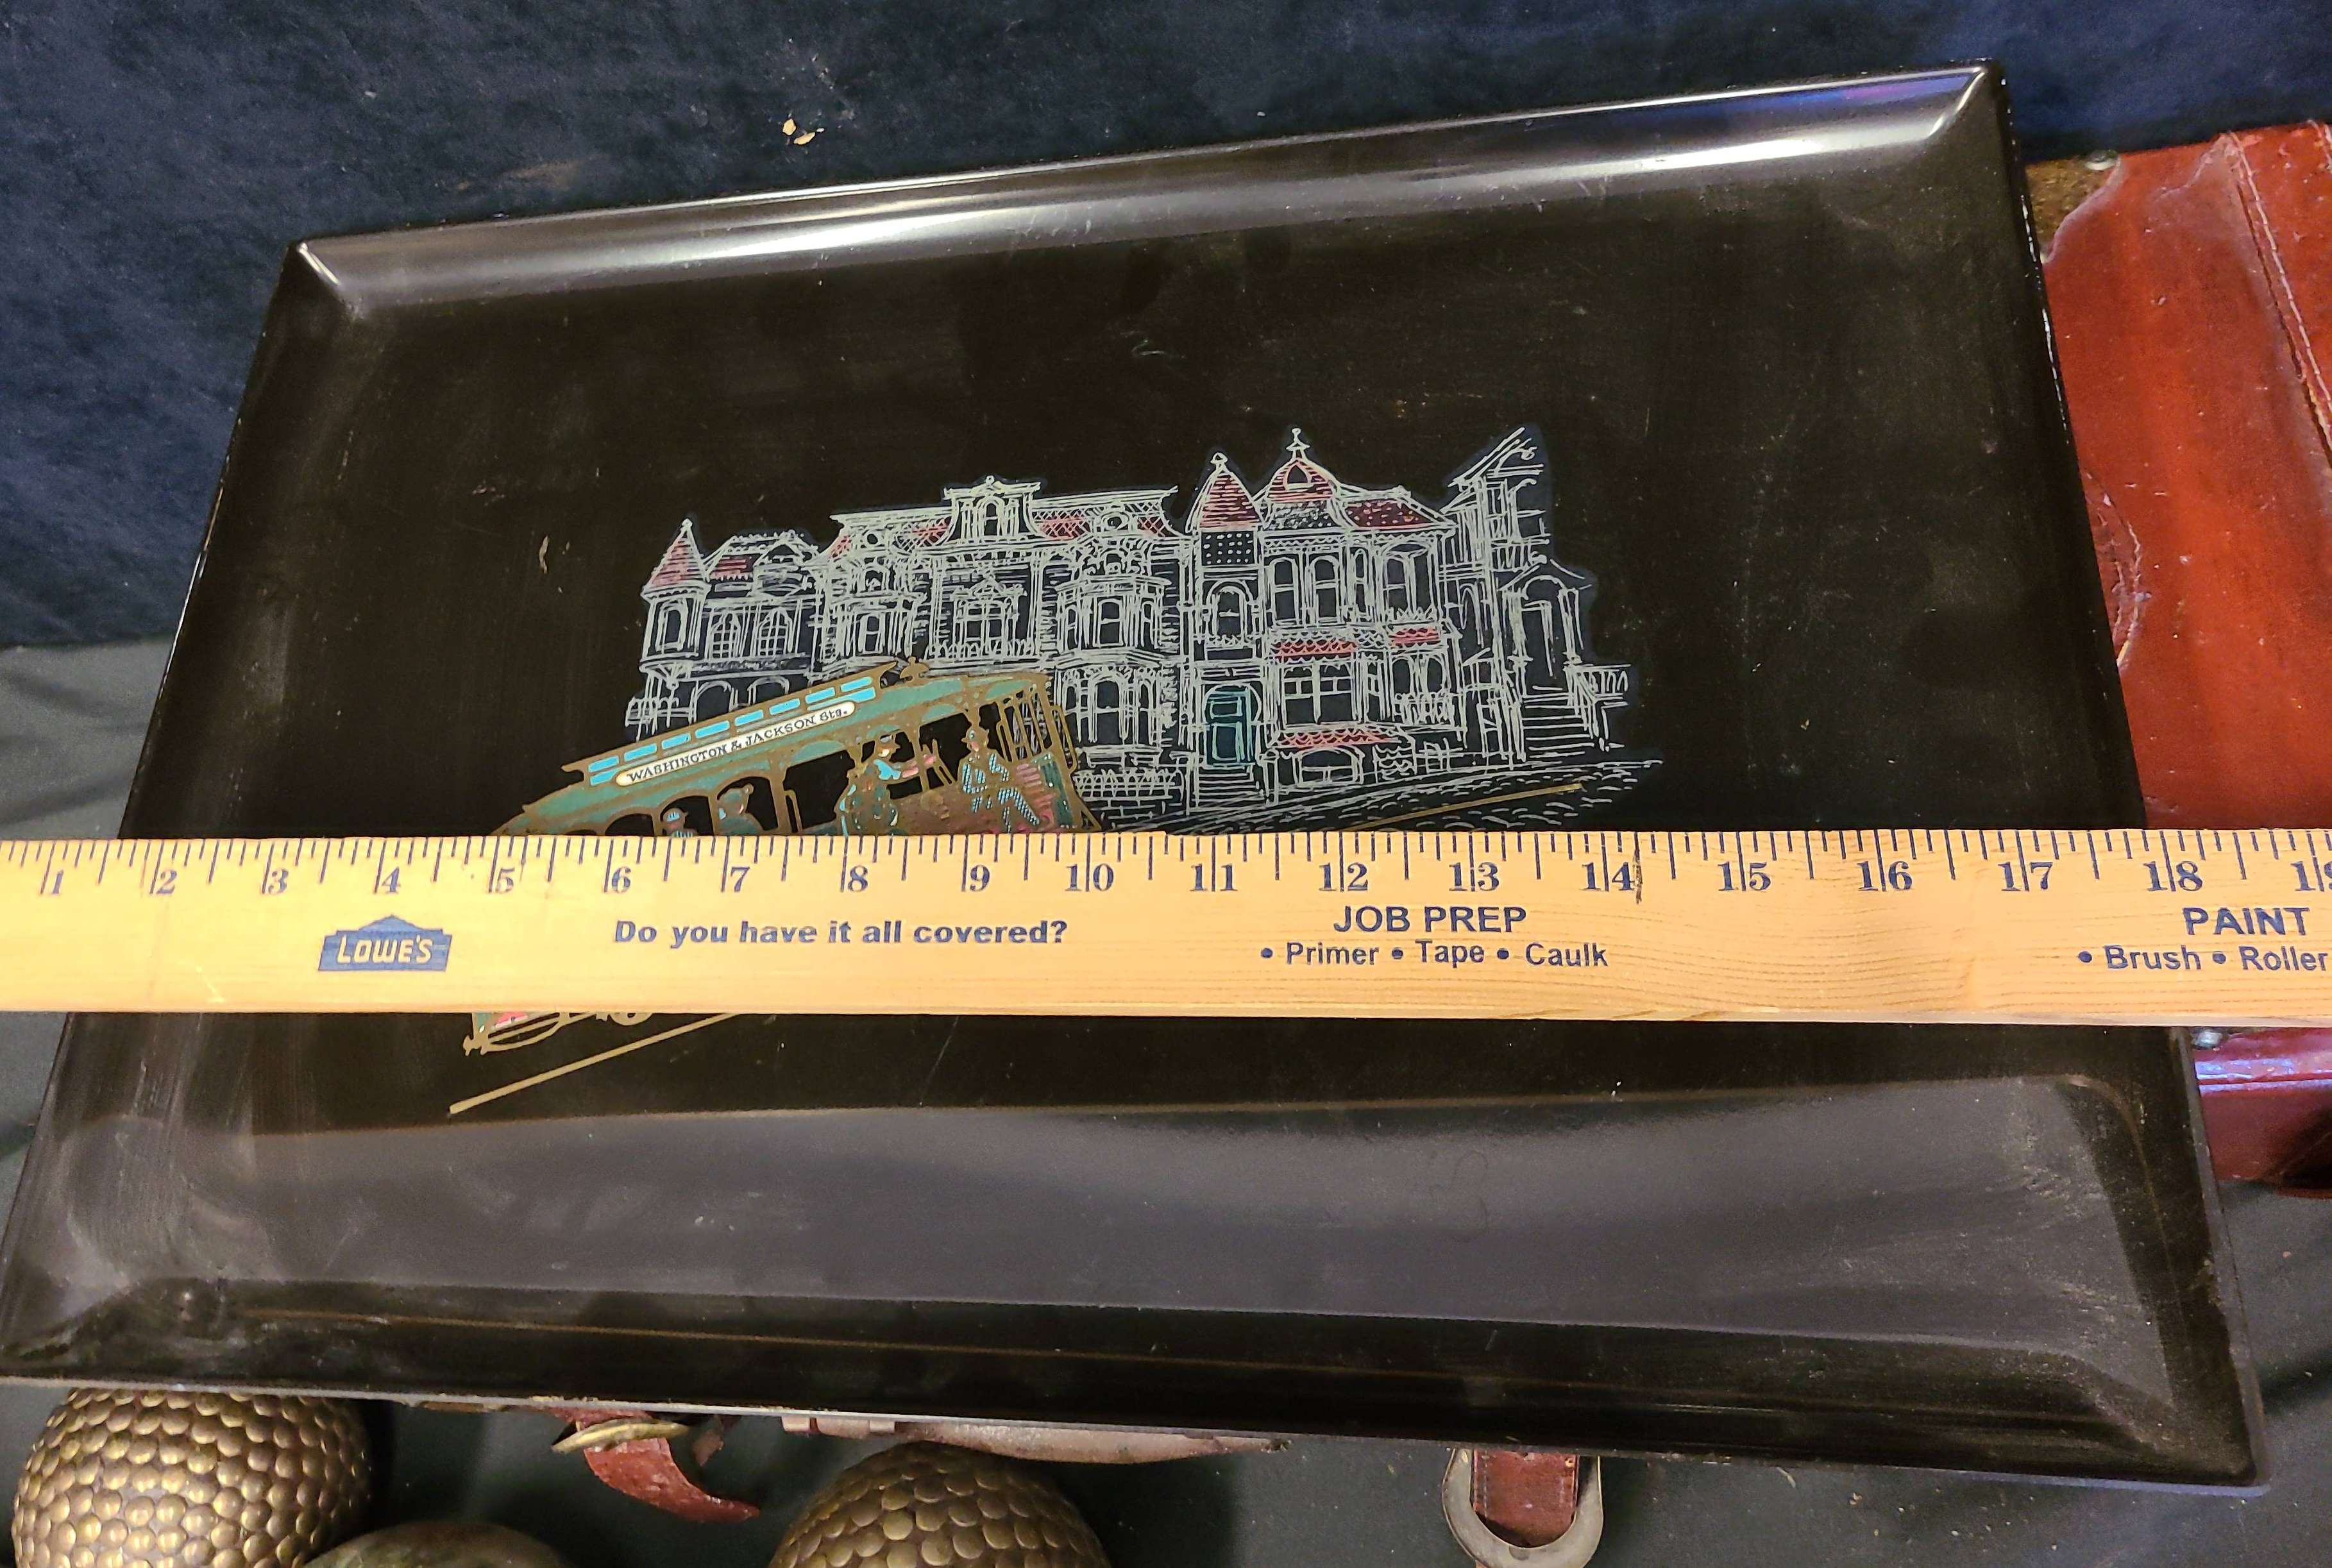 WASHINGTON & JACKSON Sts.
1 2 3 4 5 6 7 8 9 10 11 12 13 14 15 16 17 18
LOWE'S
Do you have it all covered?
JOB PREP
• Primer • Tape • Caulk
PAINT
• Brush • Roller